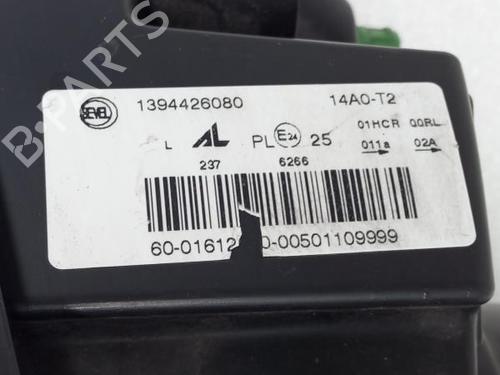 SEVEL 1394426080 14A0-T2
L AL PL E24 25 01HCR 00RL
237 6266 011a 02A
60-01612 0-00501109999
B-PARTS